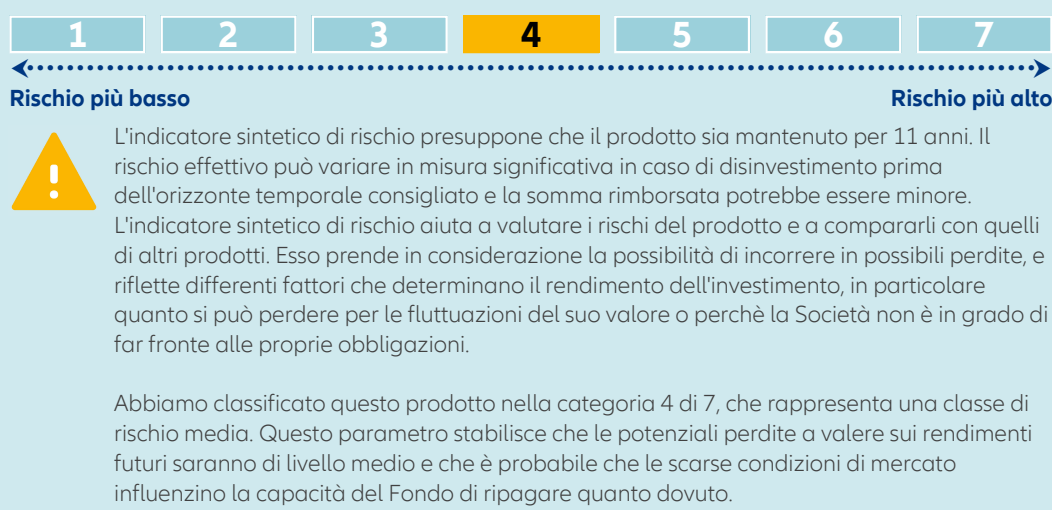 1 2 3 4 5 6 7
Rischio più basso Rischio più alto
L'indicatore sintetico di rischio presuppone che il prodotto sia mantenuto per 11 anni. Il
rischio effettivo può variare in misura significativa in caso di disinvestimento prima
dell'orizzonte temporale consigliato e la somma rimborsata potrebbe essere minore.
L'indicatore sintetico di rischio aiuta a valutare i rischi del prodotto e a compararli con quelli
di altri prodotti. Esso prende in considerazione la possibilità di incorrere in possibili perdite, e
riflette differenti fattori che determinano il rendimento dell'investimento, in particolare
quanto si può perdere per le fluttuazioni del suo valore o perchè la Società non è in grado di
far fronte alle proprie obbligazioni.
Abbiamo classificato questo prodotto nella categoria 4 di 7, che rappresenta una classe di
rischio media. Questo parametro stabilisce che le potenziali perdite a valere sui rendimenti
futuri saranno di livello medio e che è probabile che le scarse condizioni di mercato
influenzino la capacità del Fondo di ripagare quanto dovuto.